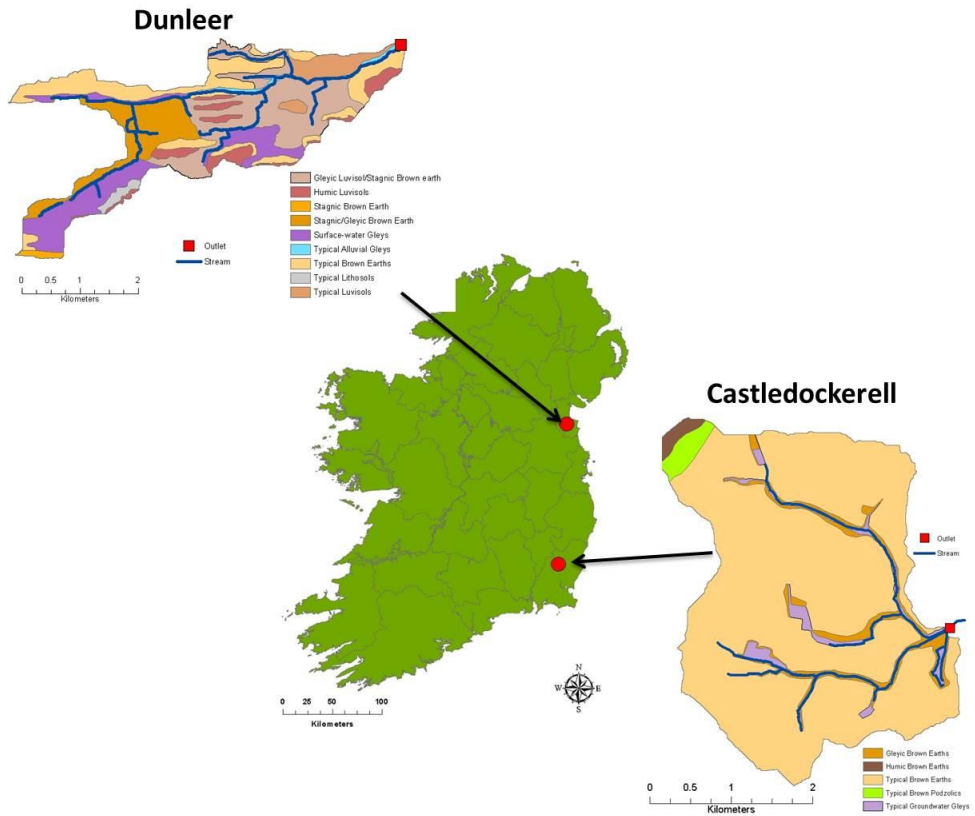 Dunleer
Gleyic Luvisol/Stagnic Brown earth
Humic Luvisols
Stagnic Brown Earth
Stagnic/Gleyic Brown Earth
Surface-water Gleys
Typical Alluvial Gleys
Typical Brown Earths
Typical Lithosols
Typical Luvisols
Outlet
Stream
0 0.5 1 2
Kilometers
Castledockerell
Outlet
Stream
N
W E
S
0 25 50 100
Kilometers
Gleyic Brown Earths
Humic Brown Earths
Typical Brown Earths
Typical Brown Podzolics
Typical Groundwater Gleys
0 0.5 1 2
Kilometers